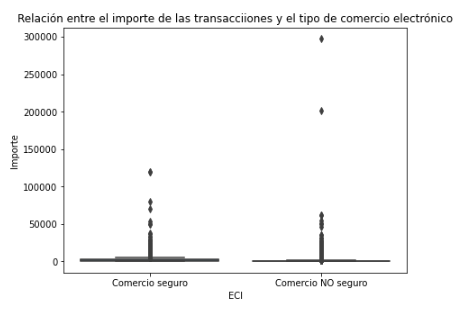 Relación entre el importe de las transacciiones y el tipo de comercio electrónico
300000
250000
200000
150000
100000
50000
0
Importe
Comercio seguro
Comercio NO seguro
ECI